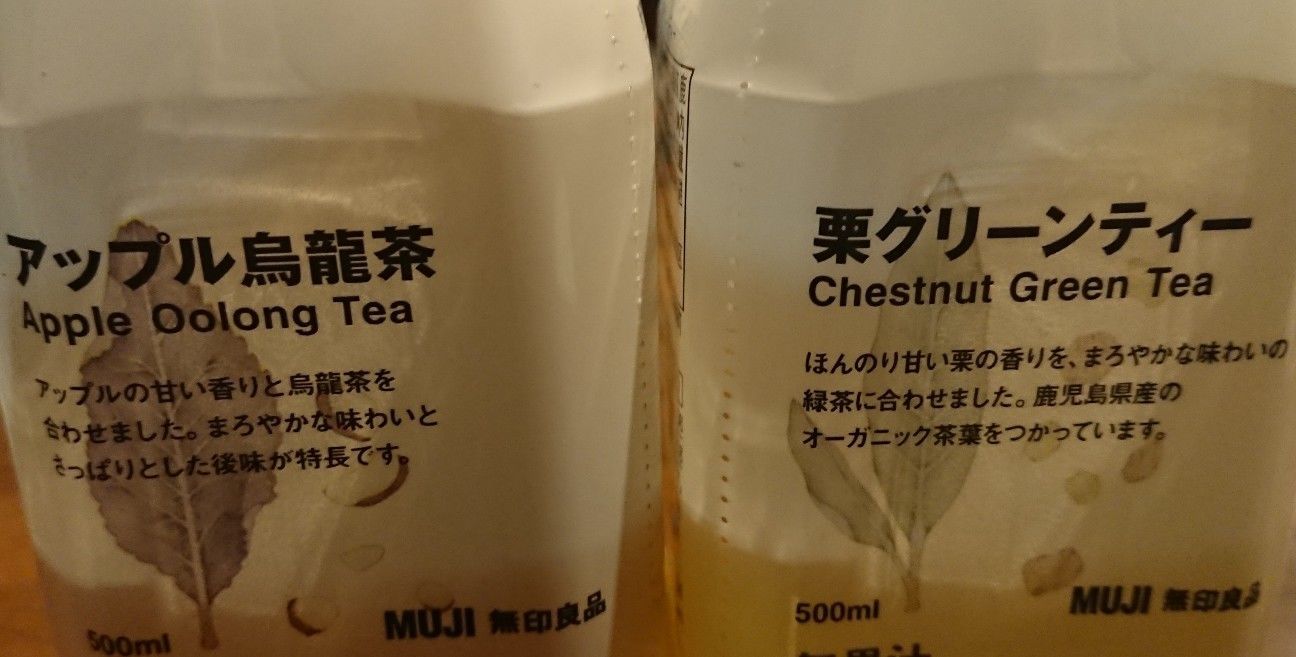 アップル烏龍茶
Apple Oolong Tea
アップルの甘い香りと烏龍茶を
合わせました。まろやかな味わいと
さっぱりとした後味が特長です。
500ml
MUJI 無印良品
栗グリーンティー
Chestnut Green Tea
ほんのり甘い栗の香りを、まろやかな味わいの
緑茶に合わせました。鹿児島県産の
オーガニック茶葉をつかっています。
500ml
MUJI 無印良品